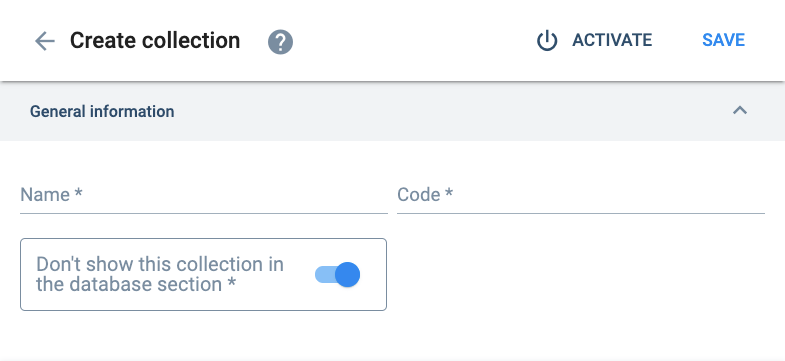 Create collection ?
ACTIVATE
SAVE
General information
Name *
Code *
Don't show this collection in
the database section *